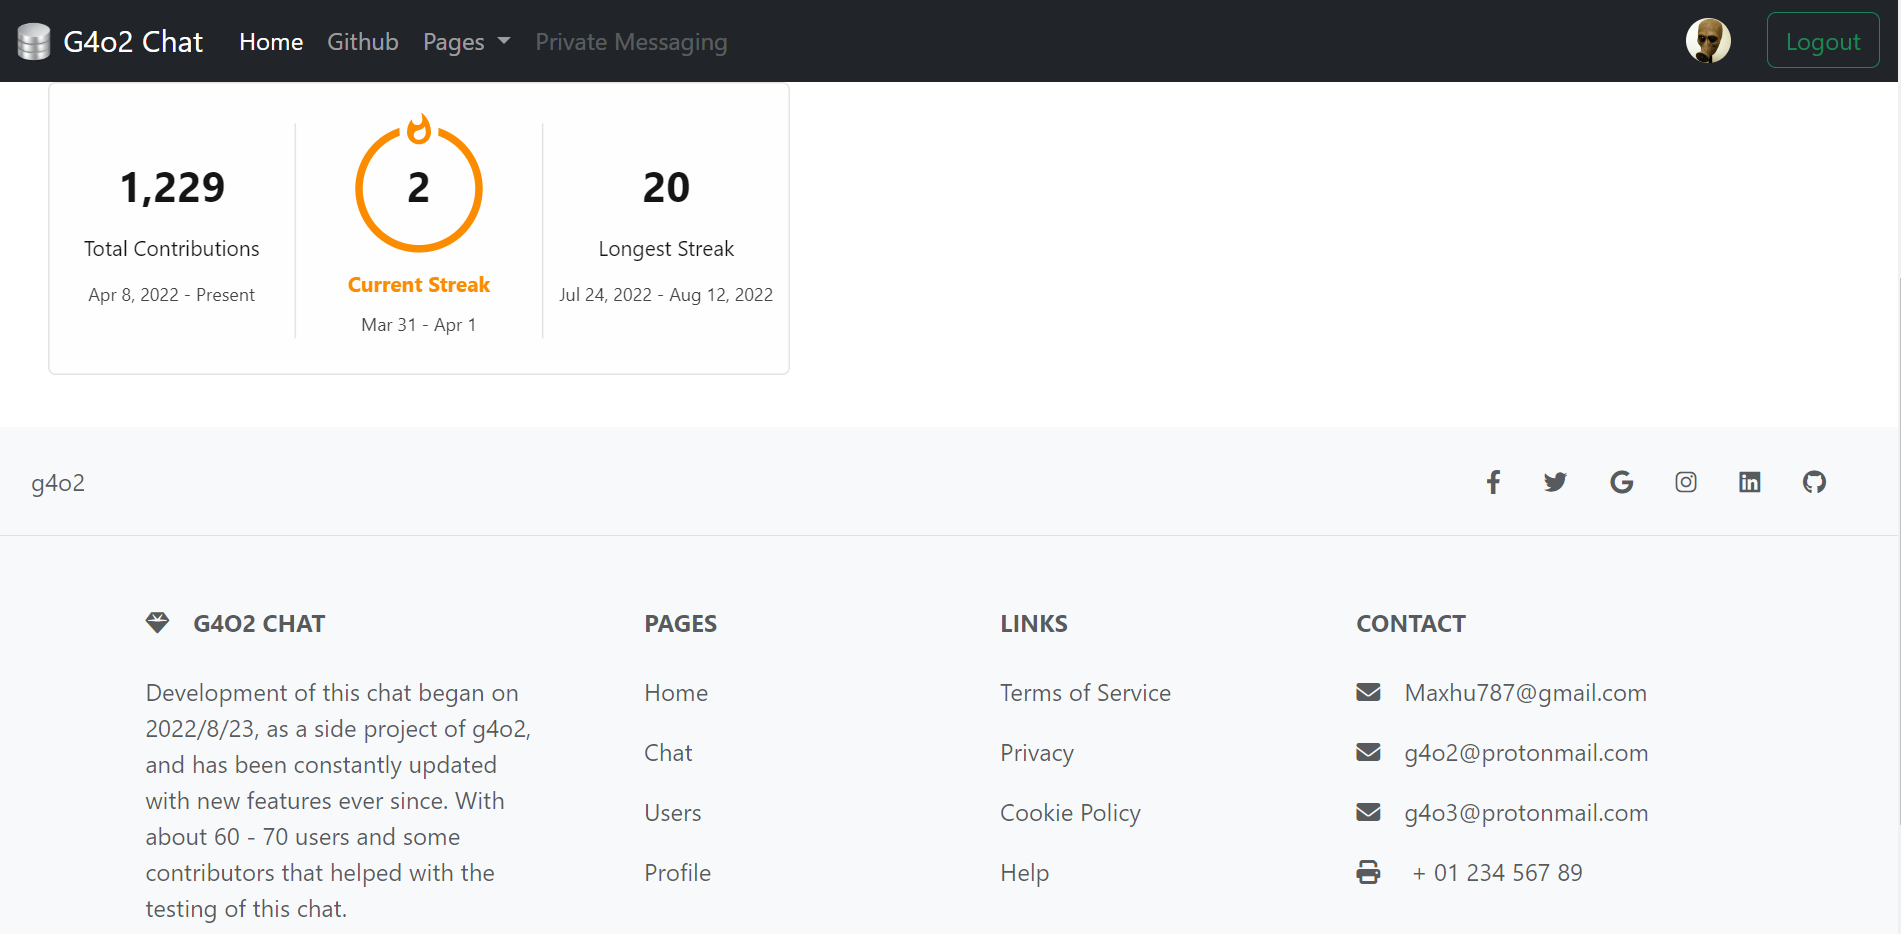 G4o2 Chat Home Github Pages Private Messaging Logout
1,229
Total Contributions
Apr 8, 2022 - Present
2
Current Streak
Mar 31 - Apr 1
20
Longest Streak
Jul 24, 2022 - Aug 12, 2022
g4o2
G4O2 CHAT
Development of this chat began on
2022/8/23, as a side project of g4o2,
and has been constantly updated
with new features ever since. With
about 60 - 70 users and some
contributors that helped with the
testing of this chat.
PAGES
Home
Chat
Users
Profile
LINKS
Terms of Service
Privacy
Cookie Policy
Help
CONTACT
Maxhu787@gmail.com
g4o2@protonmail.com
g4o3@protonmail.com
+ 01 234 567 89